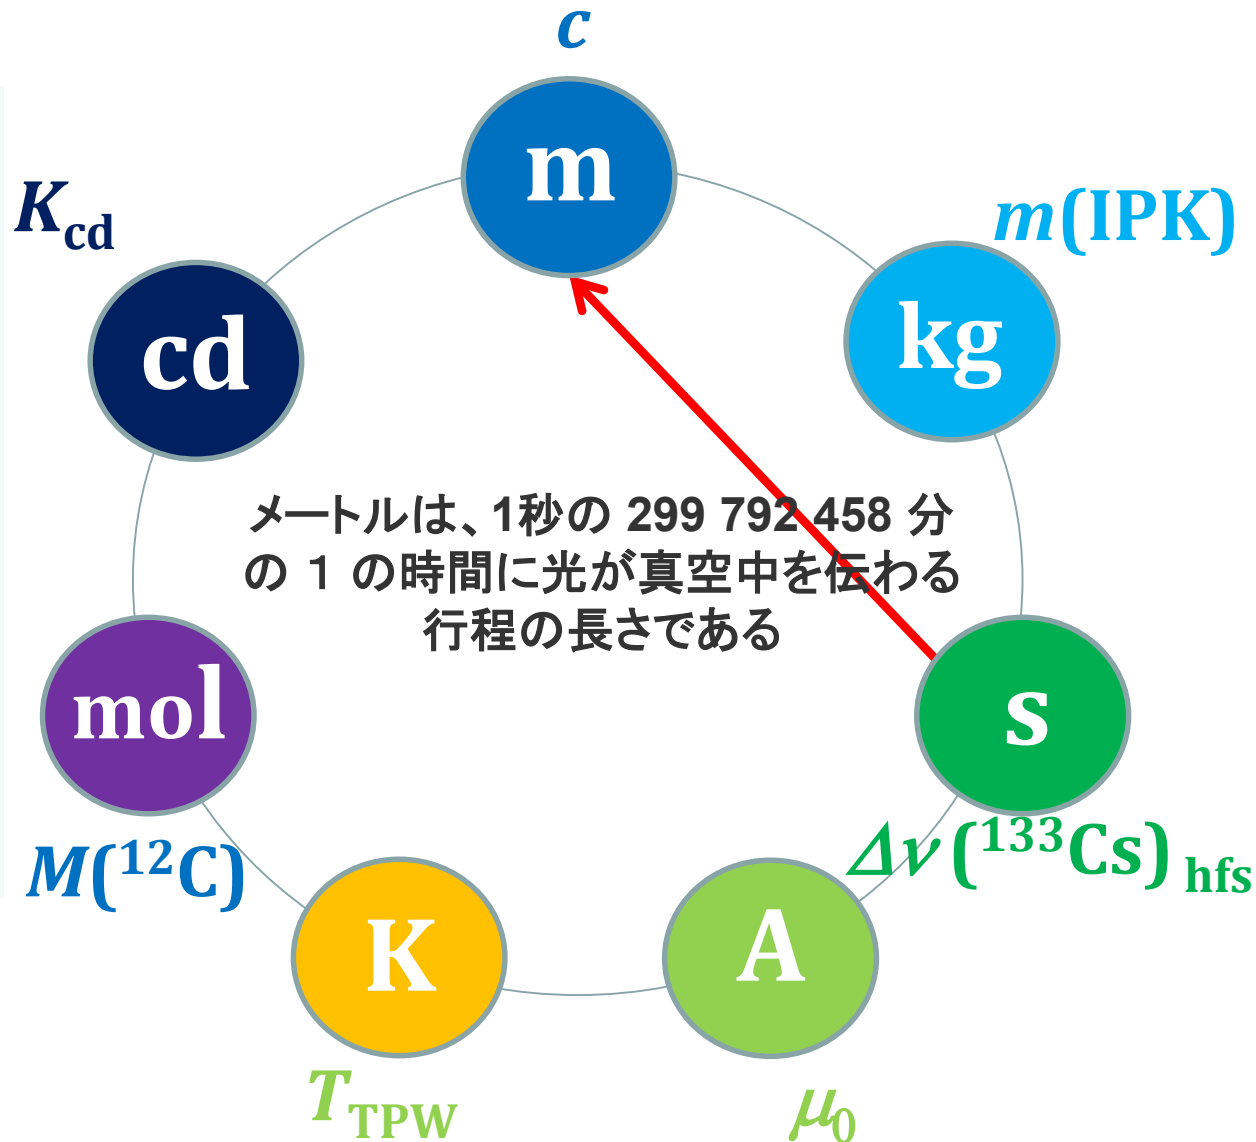 c
m
K cd
m(IPK)
cd
kg
メートルは、1秒の 299 792 458 分
の 1 の時間に光が真空中を伝わる
行程の長さである
mol
s
M(¹²C)
Δν (¹³³Cs) hfs
K
A
T TPW
μ₀